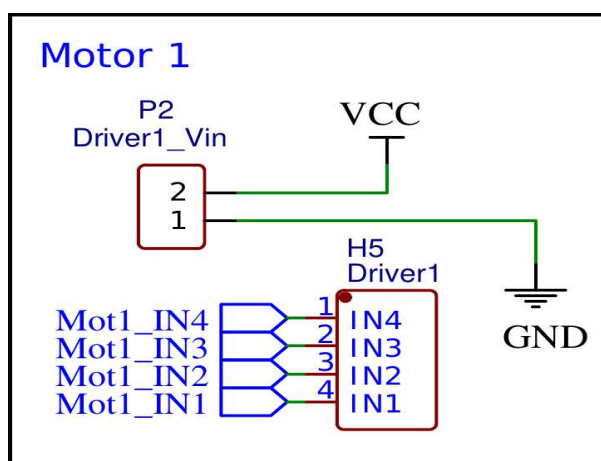 Motor 1
P2
Driver1_Vin
VCC
2
1
H5
Driver1
GND
Mot1_IN4 1 IN4
Mot1_IN3 2 IN3
Mot1_IN2 3 IN2
Mot1_IN1 4 IN1